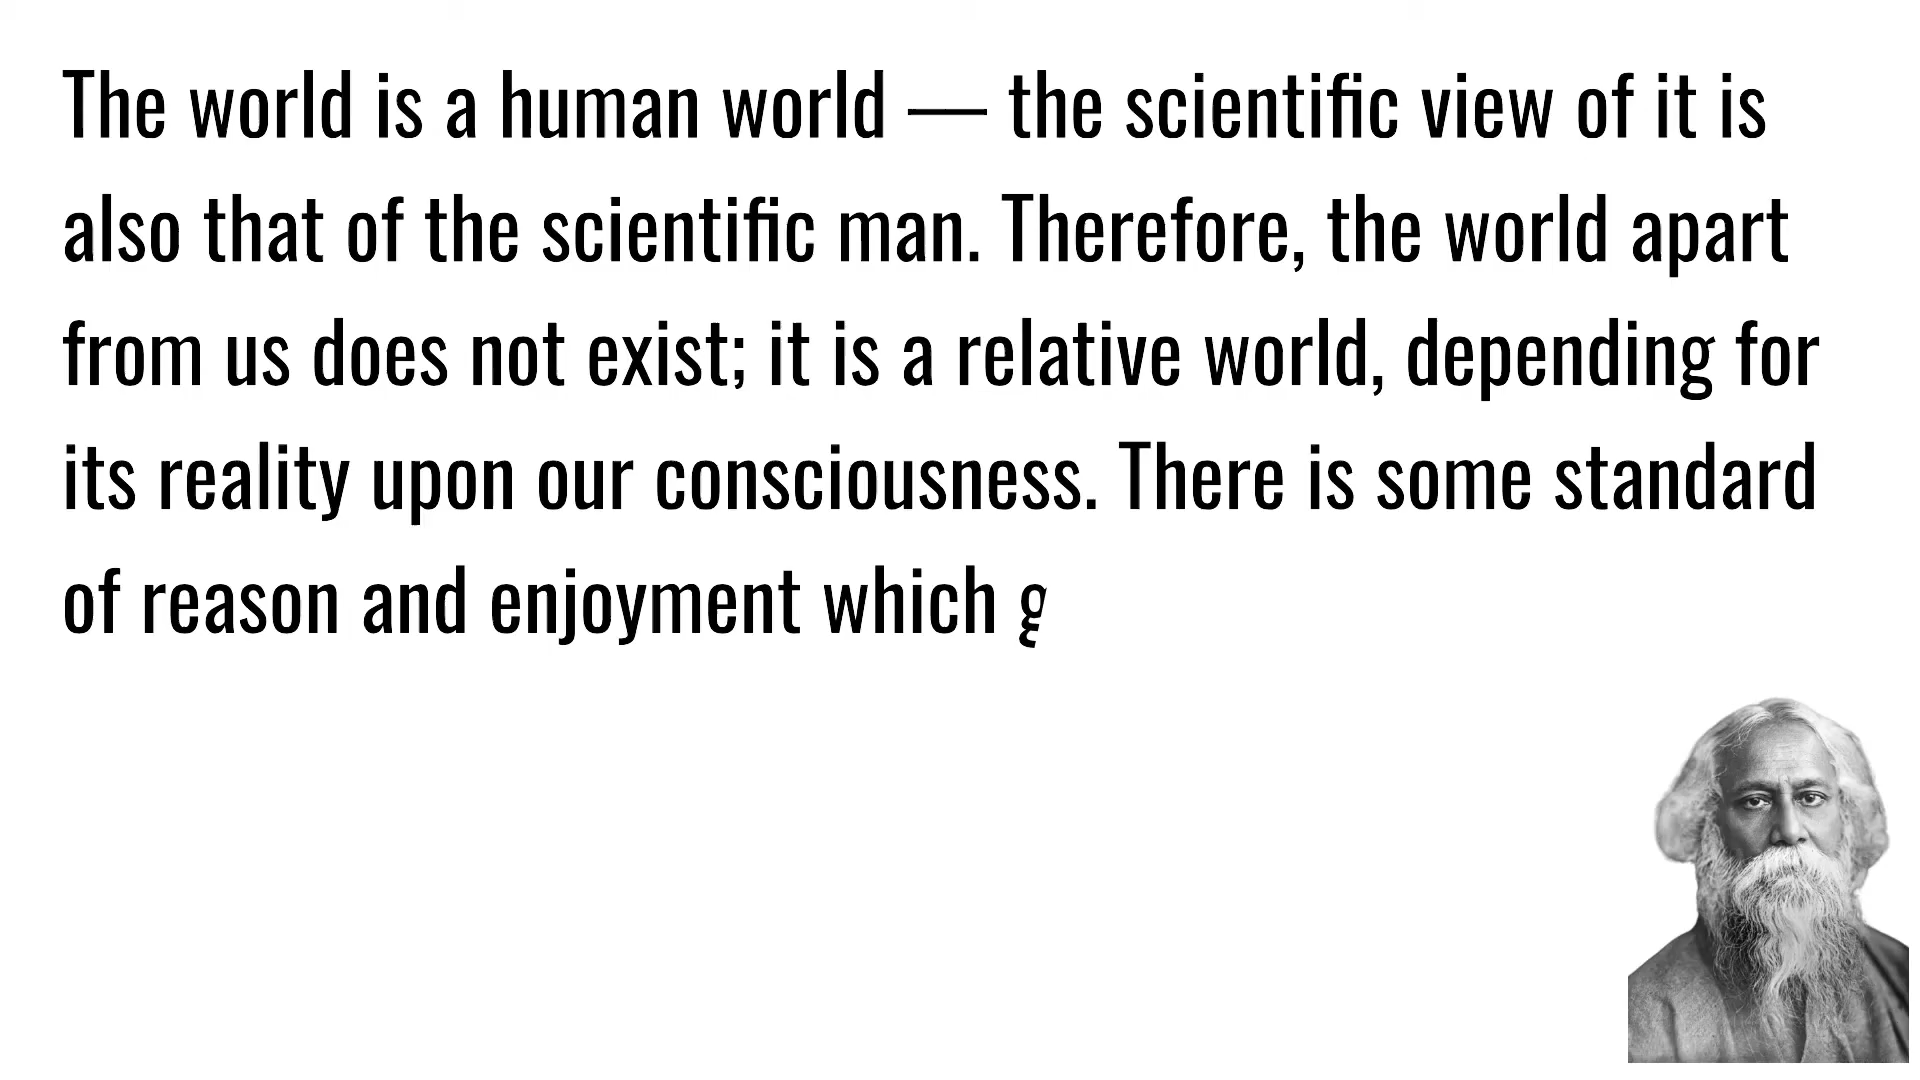 The world is a human world — the scientific view of it is
also that of the scientific man. Therefore, the world apart
from us does not exist; it is a relative world, depending for
its reality upon our consciousness. There is some standard
of reason and enjoyment which g